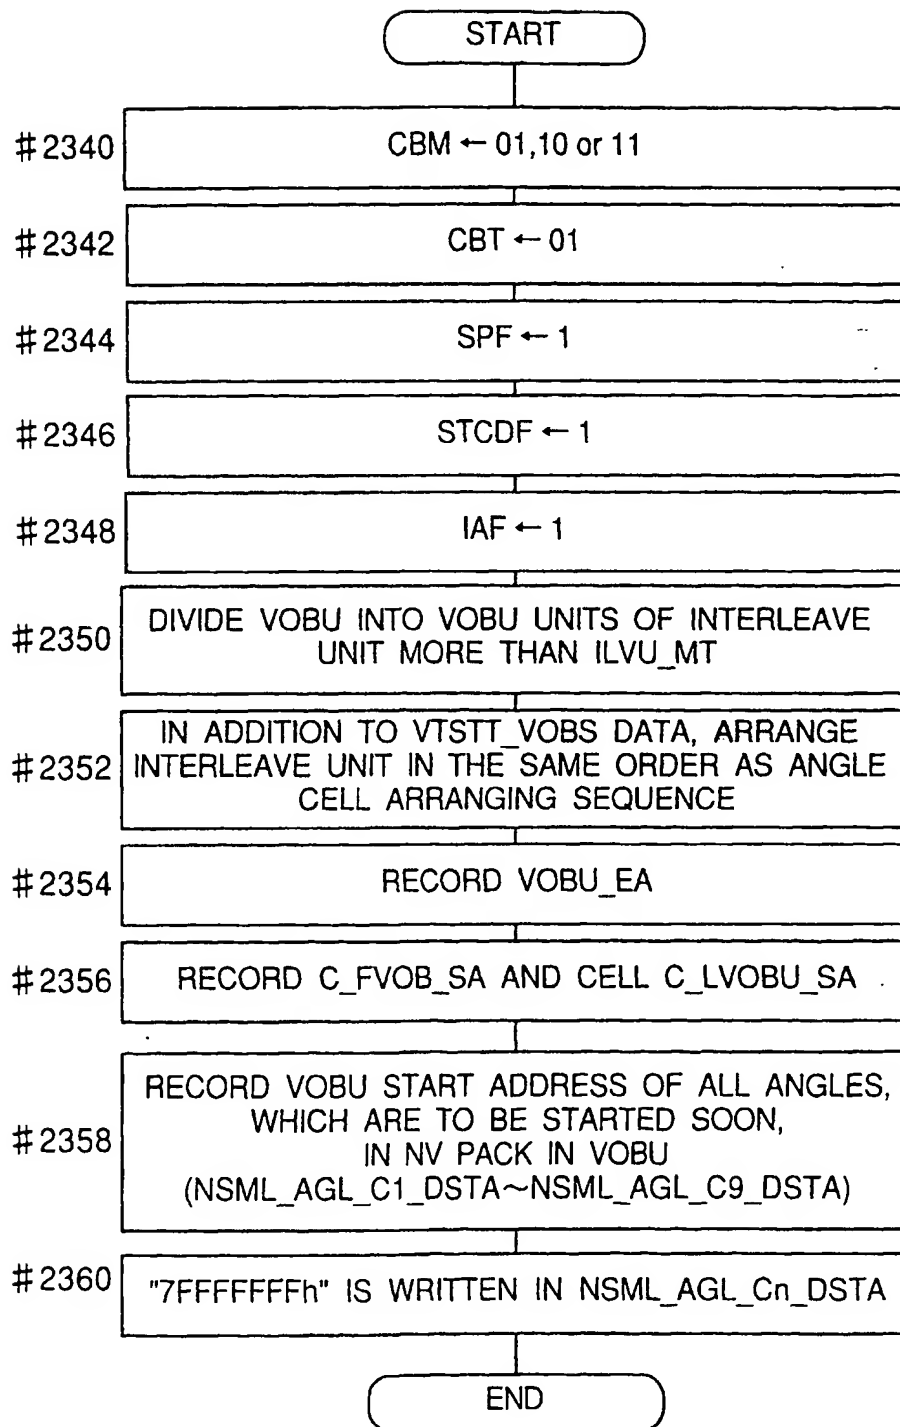 START
#2340
CBM ← 01,10 or 11
#2342
CBT ← 01
#2344
SPF ← 1
#2346
STCDF ← 1
#2348
IAF ← 1
#2350
DIVIDE VOBU INTO VOBU UNITS OF INTERLEAVE
UNIT MORE THAN ILVU_MT
#2352
IN ADDITION TO VTSTT_VOBS DATA, ARRANGE
INTERLEAVE UNIT IN THE SAME ORDER AS ANGLE
CELL ARRANGING SEQUENCE
#2354
RECORD VOBU_EA
#2356
RECORD C_FVOB_SA AND CELL C_LVOBU_SA
#2358
RECORD VOBU START ADDRESS OF ALL ANGLES,
WHICH ARE TO BE STARTED SOON,
IN NV PACK IN VOBU
(NSML_AGL_C1_DSTA~NSML_AGL_C9_DSTA)
#2360
"7FFFFFFFh" IS WRITTEN IN NSML_AGL_Cn_DSTA
END